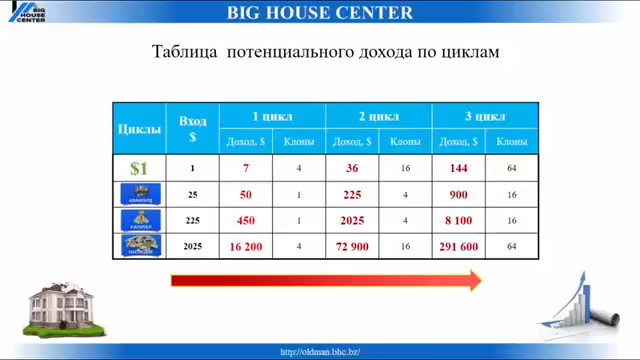 BIG
HOUSE
CENTER
BIG HOUSE CENTER
Таблица потенциального дохода по циклам
Циклы Вход $ 1 цикл 2 цикл 3 цикл
Доход, $ Клоны Доход, $ Клоны Доход, $ Клоны
$1 1 7 4 36 16 144 64
25 50 1 225 4 900 16
225 450 1 2025 4 8 100 16
2025 16 200 4 72 900 16 291 600 64
http://oldman.bhc.bz/